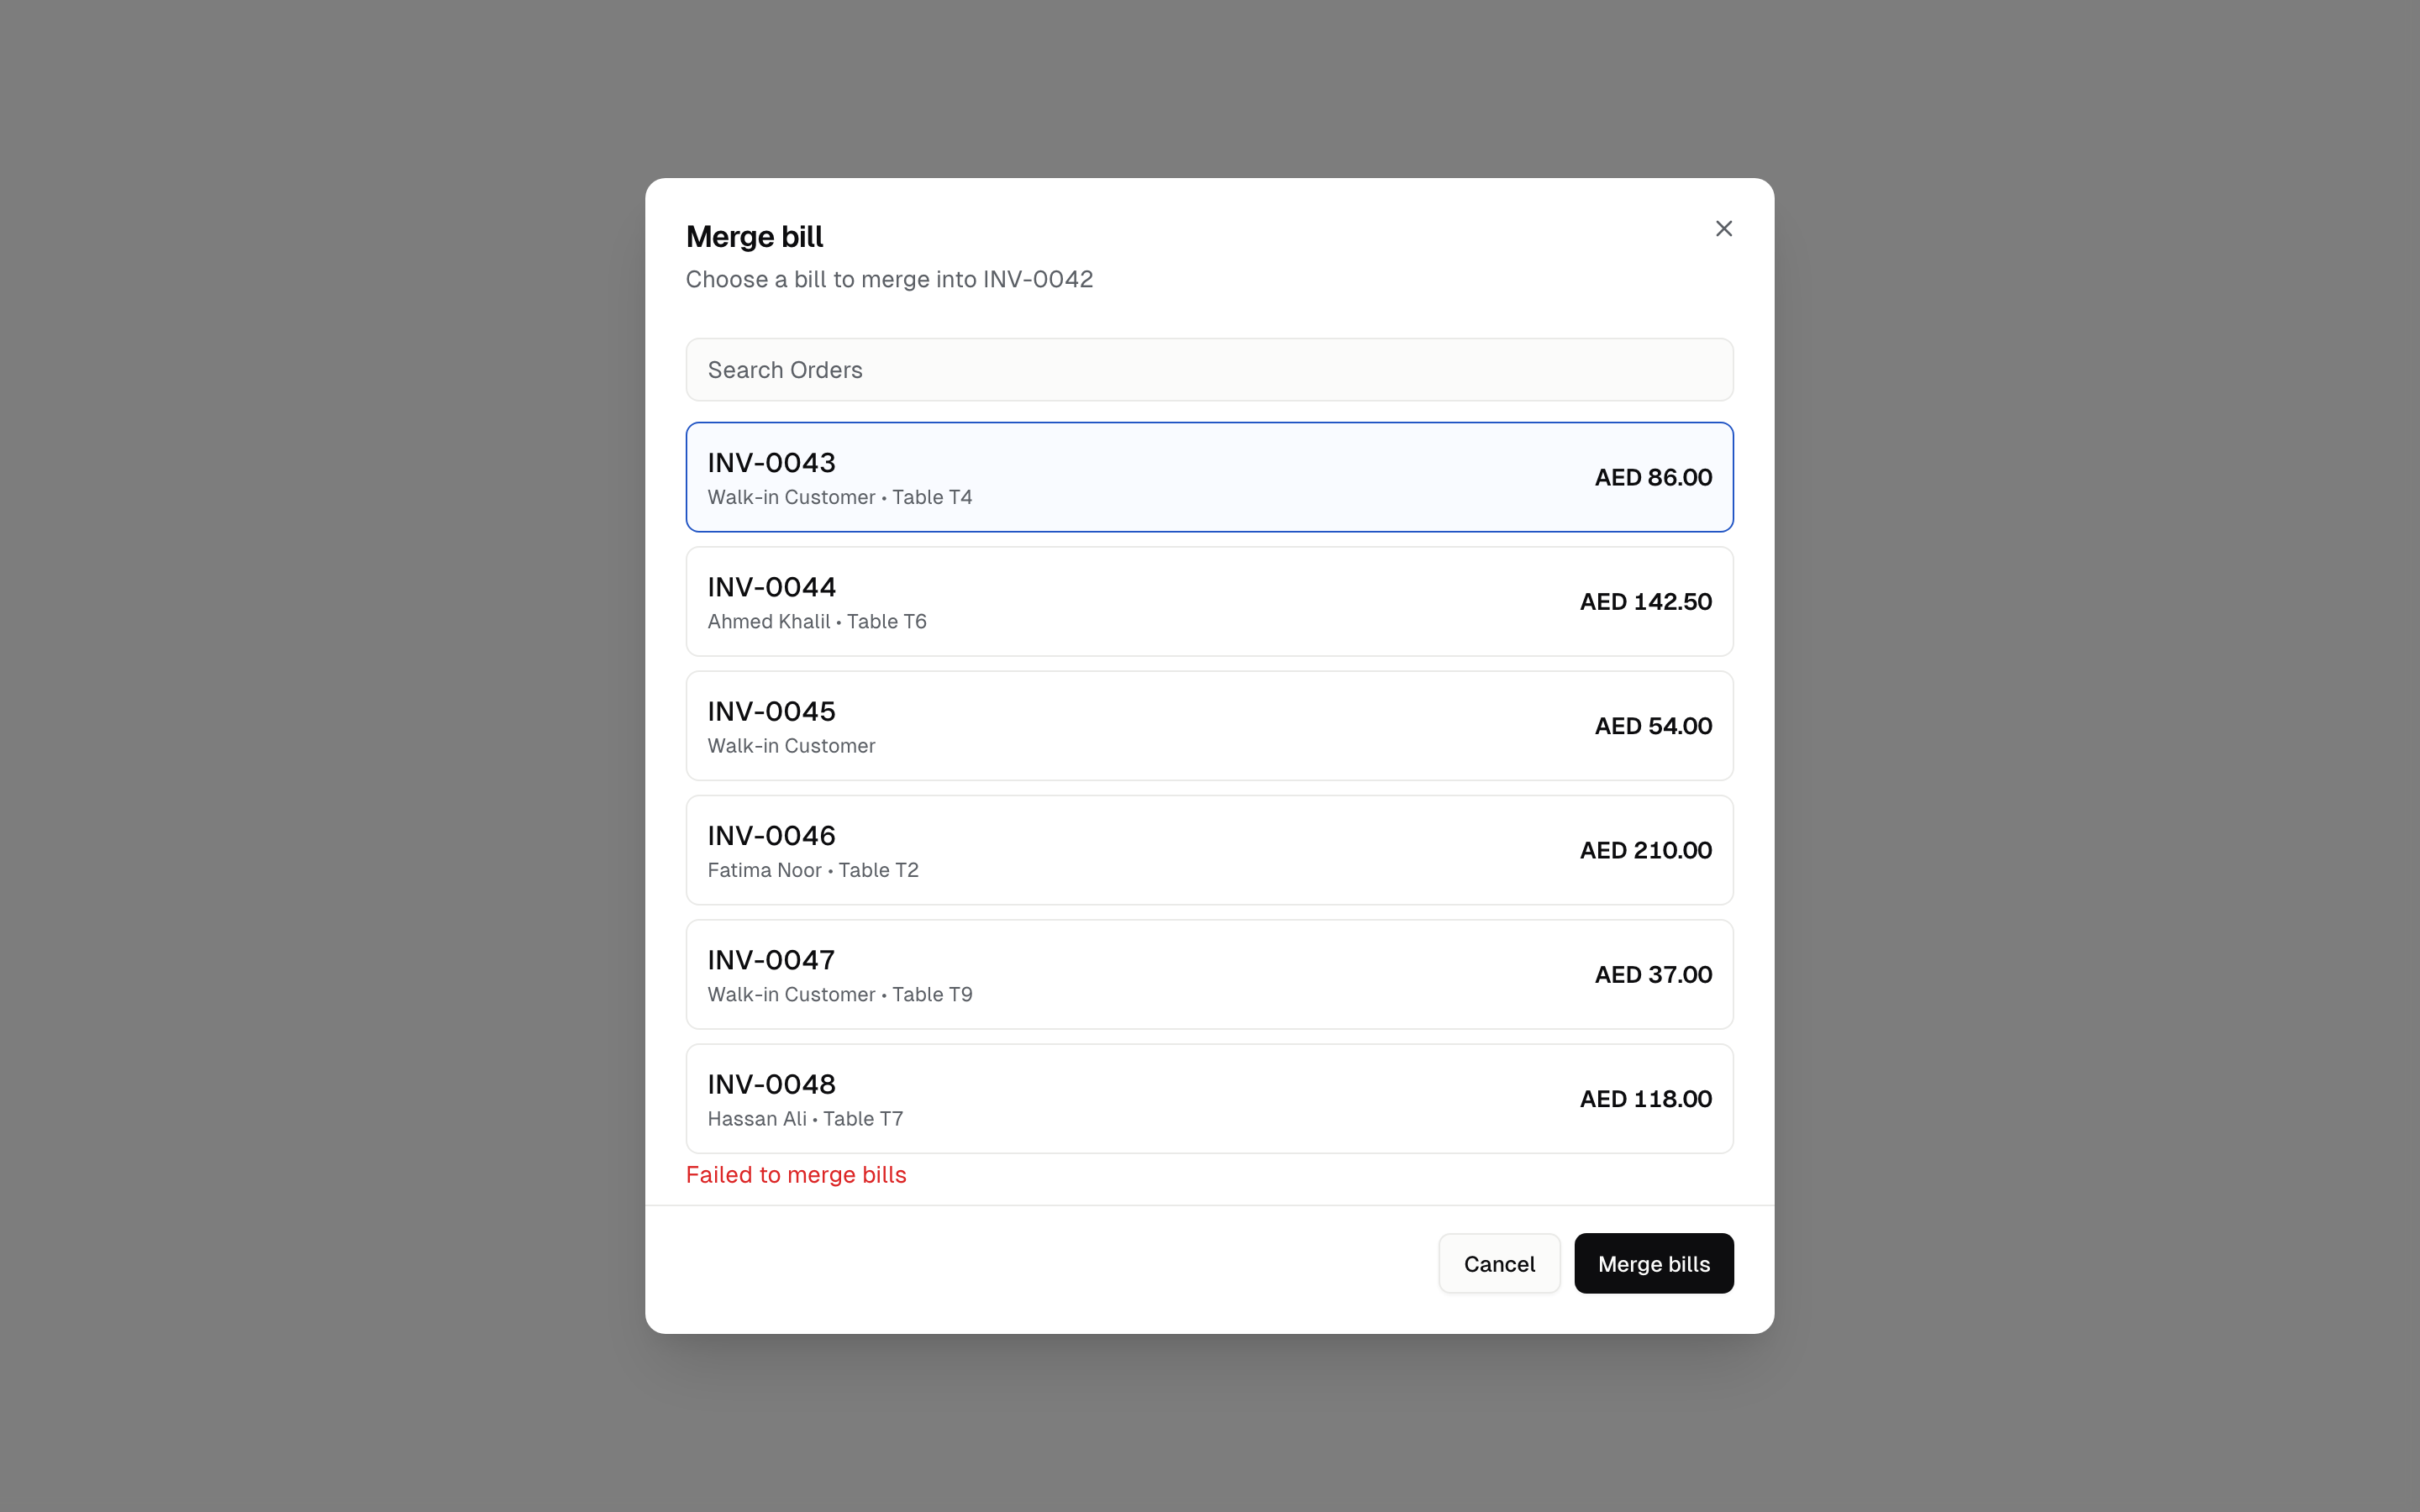 Merge bill
Choose a bill to merge into INV-0042
Search Orders
INV-0043
Walk-in Customer • Table T4
AED 86.00
INV-0044
Ahmed Khalil • Table T6
AED 142.50
INV-0045
Walk-in Customer
AED 54.00
INV-0046
Fatima Noor • Table T2
AED 210.00
INV-0047
Walk-in Customer • Table T9
AED 37.00
INV-0048
Hassan Ali • Table T7
AED 118.00
Failed to merge bills
Cancel
Merge bills